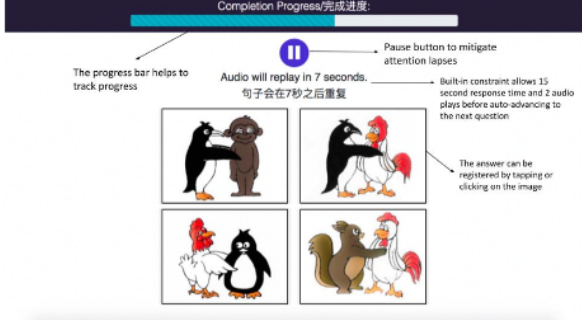 Completion Progress/完成进度:
The progress bar helps to
track progress
Pause button to mitigate
attention lapses
Audio will replay in 7 seconds.
句子会在7秒之后重复
Built-in constraint allows 15
second response time and 2 audio
plays before auto-advancing to
the next question
The answer can be
registered by tapping or
clicking on the image